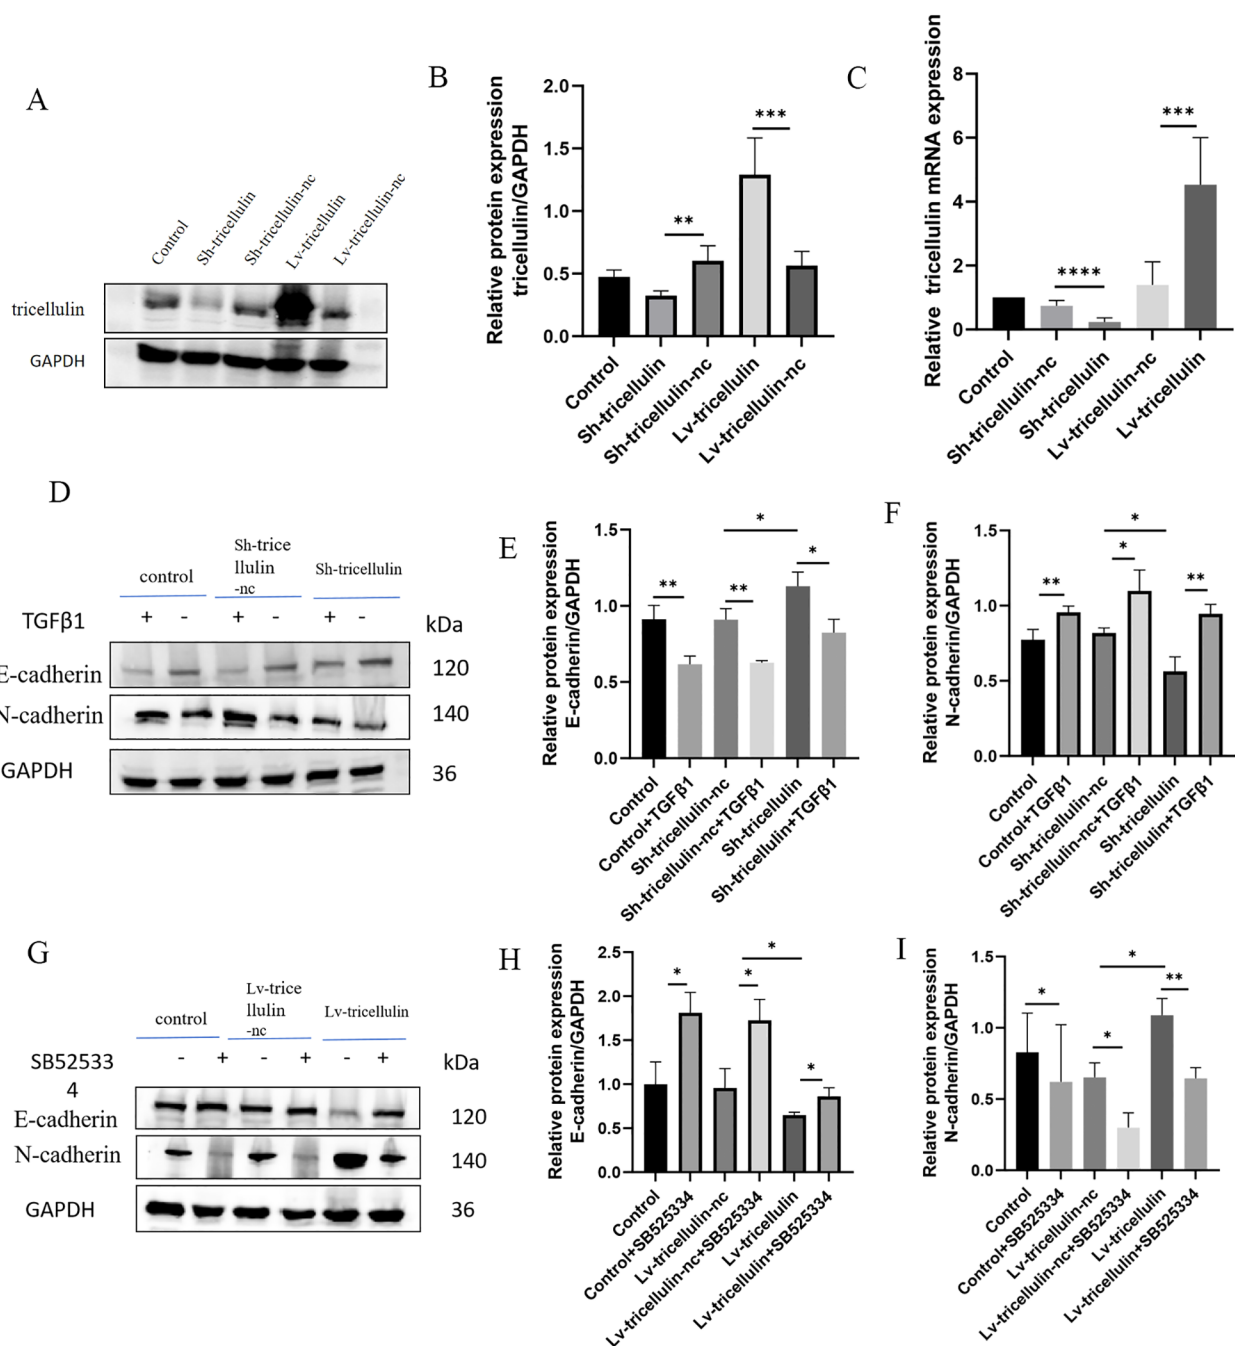 A
Control
Sh-tricellulin
Sh-tricellulin-nc
Lv-tricellulin
Lv-tricellulin-nc
tricellulin
GAPDH
B
Relative protein expression
tricellulin/GAPDH
2.0
1.5
1.0
0.5
0.0
**
***
Control
Sh-tricellulin
Sh-tricellulin-nc
Lv-tricellulin
Lv-tricellulin-nc
C
Relative tricellulin mRNA expression
8
6
4
2
0
****
***
Control
Sh-tricellulin-nc
Sh-tricellulin
Lv-tricellulin-nc
Lv-tricellulin
D
control
Sh-trice
llulin
-nc
Sh-tricellulin
TGFβ1
+ - + - + -
kDa
E-cadherin
120
N-cadherin
140
GAPDH
36
E
Relative protein expression
E-cadherin/GAPDH
1.5
1.0
0.5
0.0
**
**
*
*
Control
Control+TGFβ1
Sh-tricellulin-nc
Sh-tricellulin-nc+TGFβ1
Sh-tricellulin
Sh-tricellulin+TGFβ1
F
Relative protein expression
N-cadherin/GAPDH
1.5
1.0
0.5
0.0
**
*
*
**
Control
Control+TGFβ1
Sh-tricellulin-nc
Sh-tricellulin-nc+TGFβ1
Sh-tricellulin
Sh-tricellulin+TGFβ1
G
control
Lv-trice
llulin
-nc
Lv-tricellulin
SB52533
4
- + - + - +
kDa
E-cadherin
120
N-cadherin
140
GAPDH
36
H
Relative protein expression
E-cadherin/GAPDH
2.5
2.0
1.5
1.0
0.5
0.0
*
*
*
*
Control
Control+SB525334
Lv-tricellulin-nc
Lv-tricellulin-nc+SB525334
Lv-tricellulin
Lv-tricellulin+SB525334
I
Relative protein expression
N-cadherin/GAPDH
1.5
1.0
0.5
0.0
*
*
*
**
Control
Control+SB525334
Lv-tricellulin-nc
Lv-tricellulin-nc+SB525334
Lv-tricellulin
Lv-tricellulin+SB525334